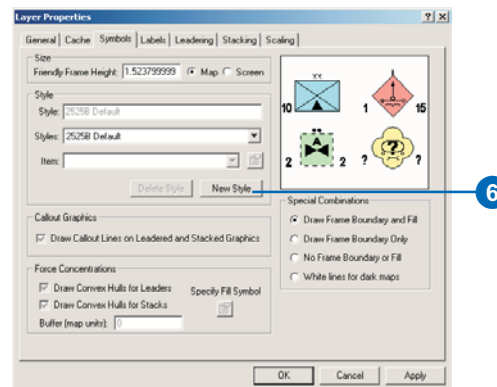 Layer Properties
General Cache Symbols Labels Leadering Stacking Scaling
Size
Friendly Frame Height: 1.523799999 Map Screen
Style
Style: 2525B Default
Styles: 2525B Default
Item:
Delete Style New Style
Callout Graphics
Draw Callout Lines on Leadered and Stacked Graphics
Force Concentrations
Draw Convex Hulls for Leaders
Specify Fill Symbol
Draw Convex Hulls for Stacks
Buffer (map units): 0
XX
10
1 15
2 2
? ? ?
6
Special Combinations
Draw Frame Boundary and Fill
Draw Frame Boundary Only
No Frame Boundary or Fill
White lines for dark maps
OK Cancel Apply